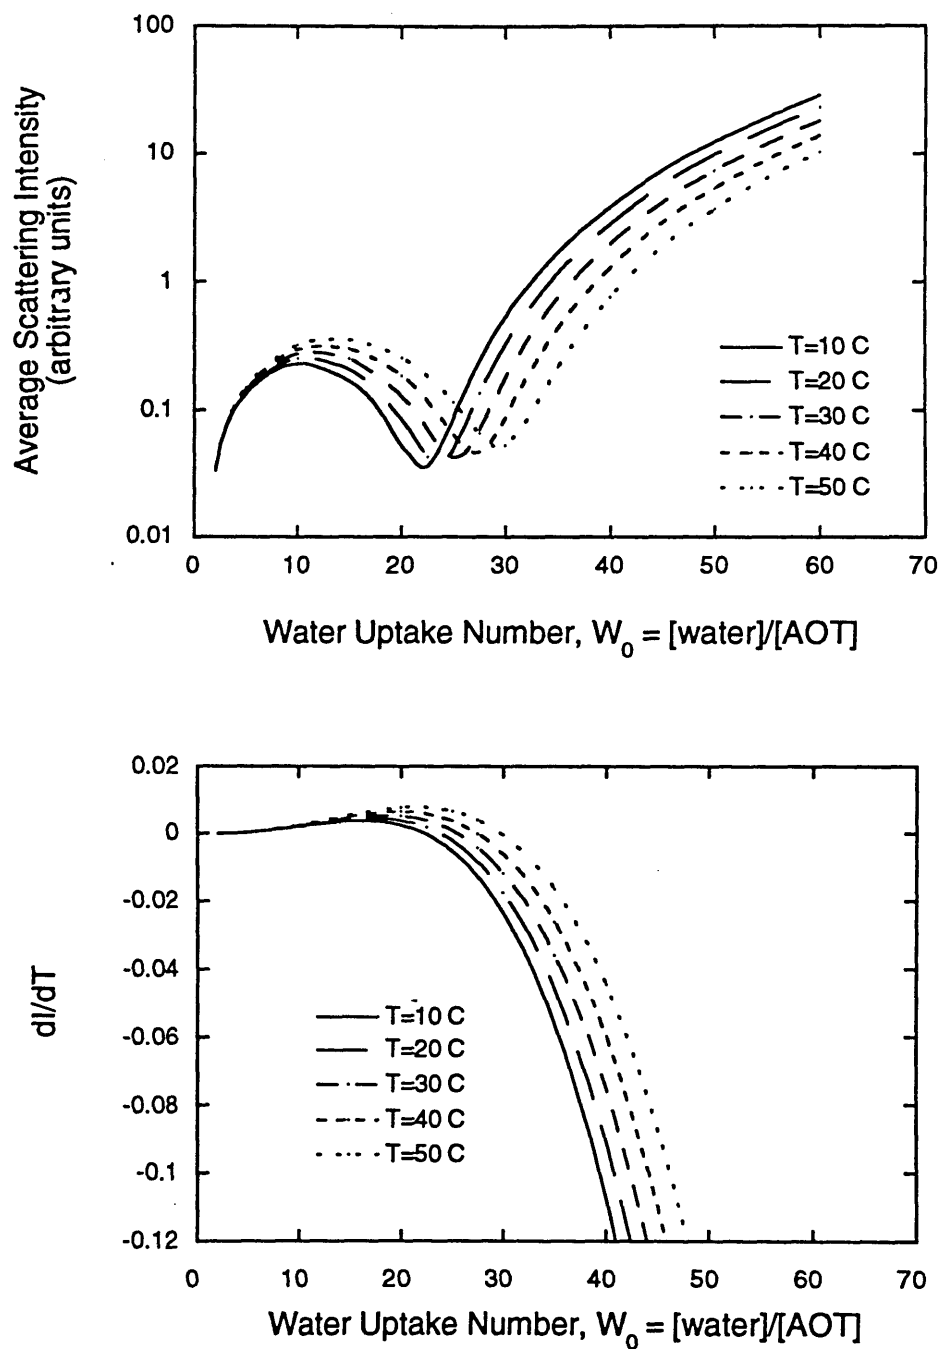 100
10
1
0.1
0.01
Average Scattering Intensity
(arbitrary units)
T=10 C
T=20 C
T=30 C
T=40 C
T=50 C
0 10 20 30 40 50 60 70
Water Uptake Number, W0 = [water]/[AOT]
0.02
0
-0.02
-0.04
-0.06
-0.08
-0.1
-0.12
dI/dT
T=10 C
T=20 C
T=30 C
T=40 C
T=50 C
0 10 20 30 40 50 60 70
Water Uptake Number, W0 = [water]/[AOT]